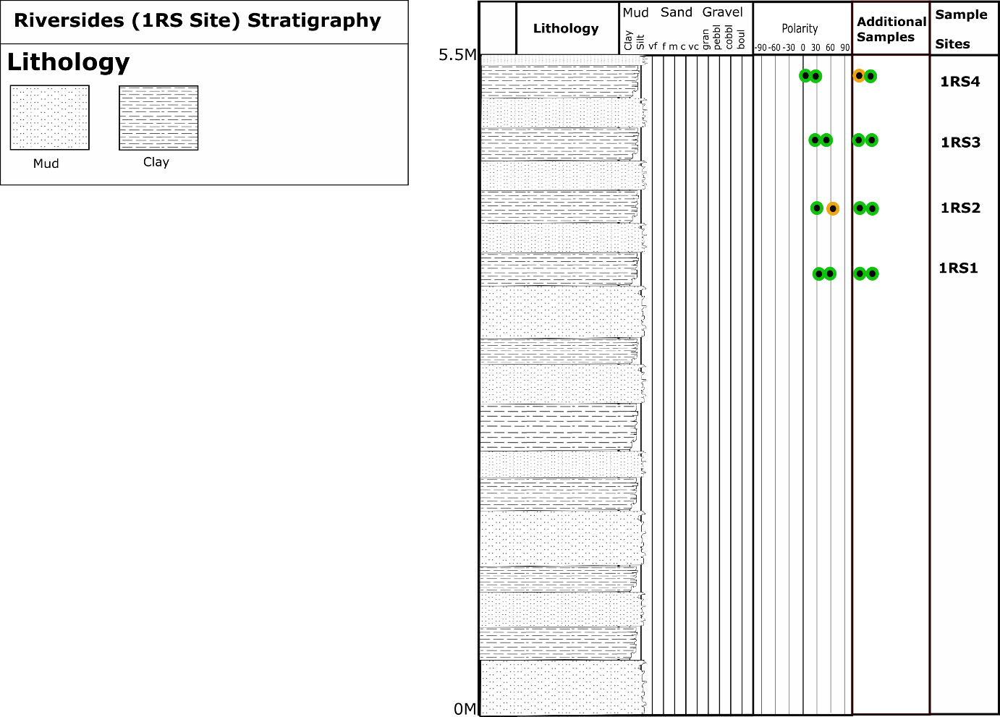 Riversides (1RS Site) Stratigraphy
Lithology
Mud
Clay
Lithology
Mud Sand Gravel
Clay
Silt
vf f m c vc
gran
pebbl
cobbl
boul
Polarity
-90 -60 -30 0 30 60 90
Additional
Samples
Sample
Sites
5.5M
1RS4
1RS3
1RS2
1RS1
0M